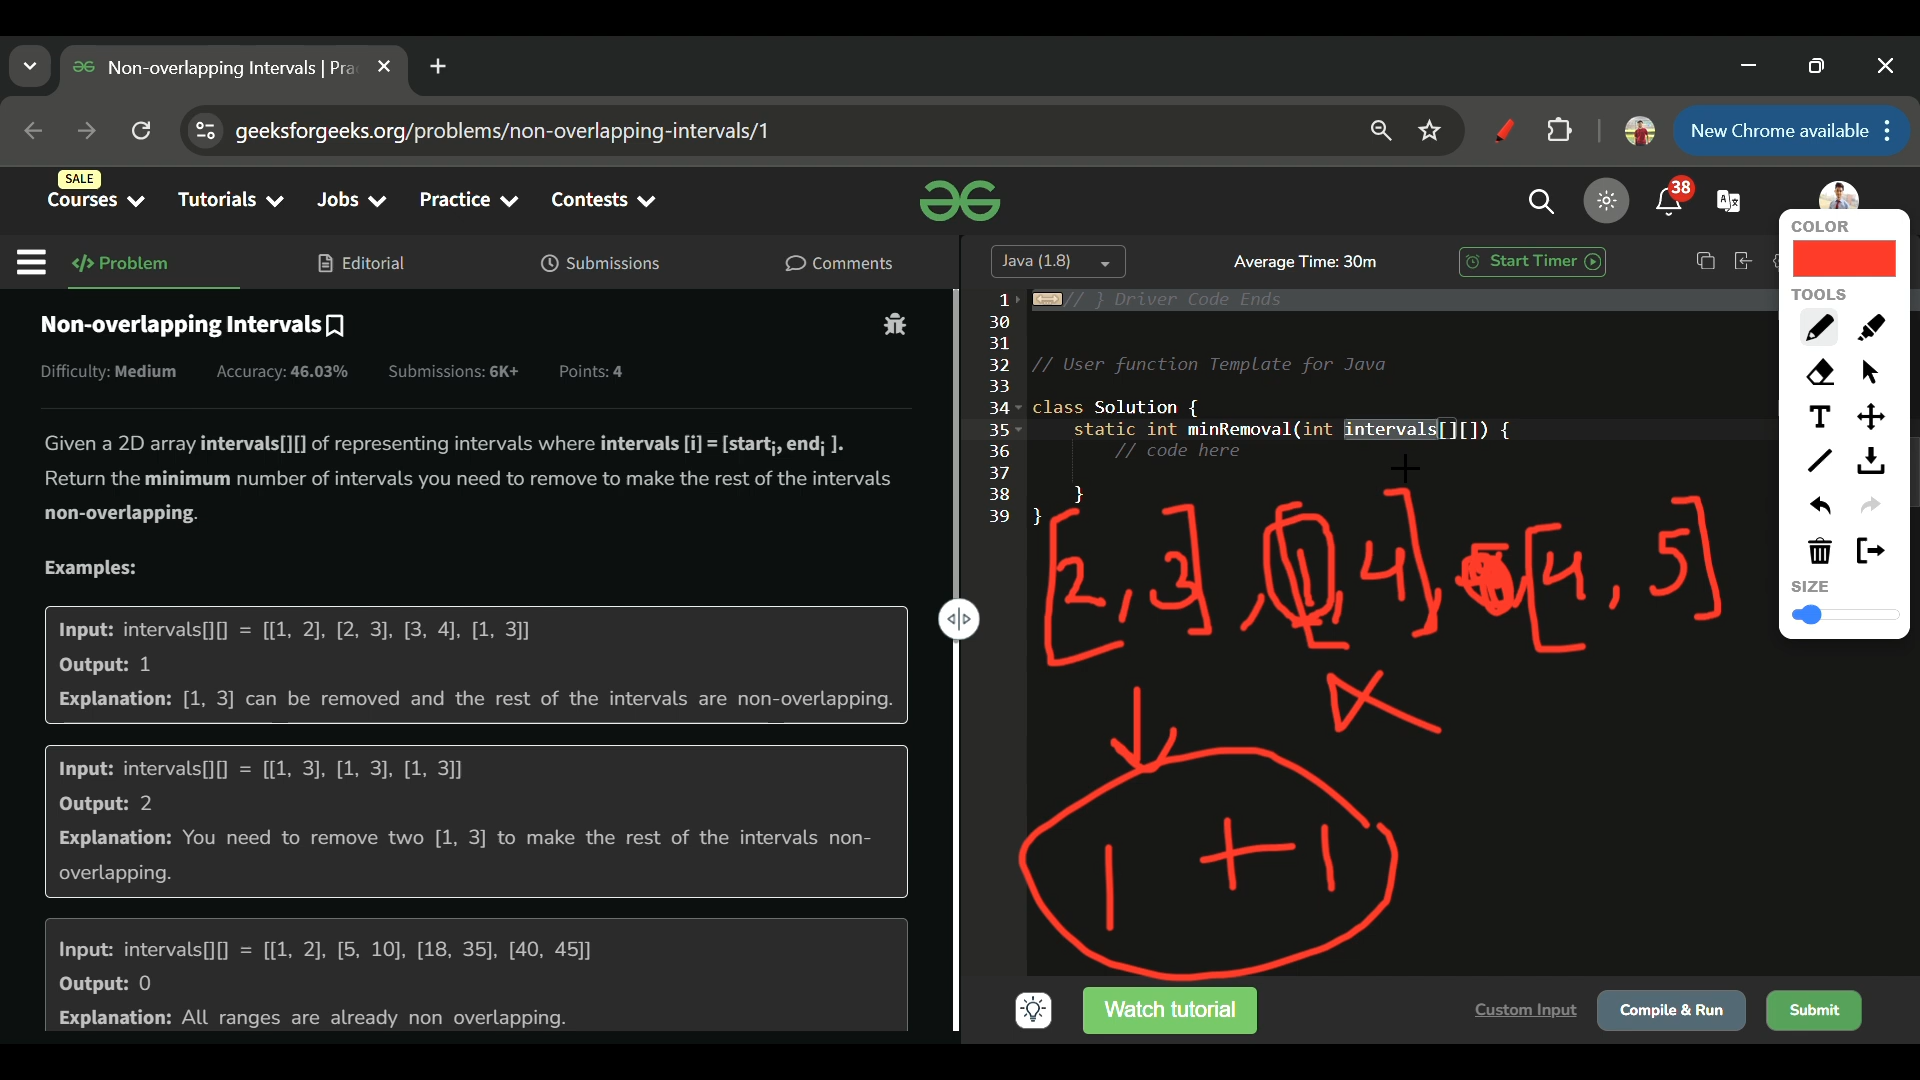 Non-overlapping Intervals | Pra
geeksforgeeks.org/problems/non-overlapping-intervals/1
New Chrome available
SALE
Courses Tutorials Jobs Practice Contests
38
</> Problem Editorial Submissions Comments
Non-overlapping Intervals
Difficulty: Medium Accuracy: 46.03% Submissions: 6K+ Points: 4
Given a 2D array intervals[][] of representing intervals where intervals [i] = [startᵢ, endᵢ ].
Return the minimum number of intervals you need to remove to make the rest of the intervals
non-overlapping.
Examples:
Input: intervals[][] = [[1, 2], [2, 3], [3, 4], [1, 3]]
Output: 1
Explanation: [1, 3] can be removed and the rest of the intervals are non-overlapping.
Input: intervals[][] = [[1, 3], [1, 3], [1, 3]]
Output: 2
Explanation: You need to remove two [1, 3] to make the rest of the intervals non-
overlapping.
Input: intervals[][] = [[1, 2], [5, 10], [18, 35], [40, 45]]
Output: 0
Explanation: All ranges are already non overlapping.
Java (1.8) Average Time: 30m Start Timer
1 // } Driver Code Ends
30
31
32 // User function Template for Java
33
34 class Solution {
35 static int minRemoval(int intervals[][]) {
36 // code here
37
38 }
39 }
[2,3], [1,4], [4,5]
1 + 1
COLOR
TOOLS
T
SIZE
Watch tutorial Custom Input Compile & Run Submit